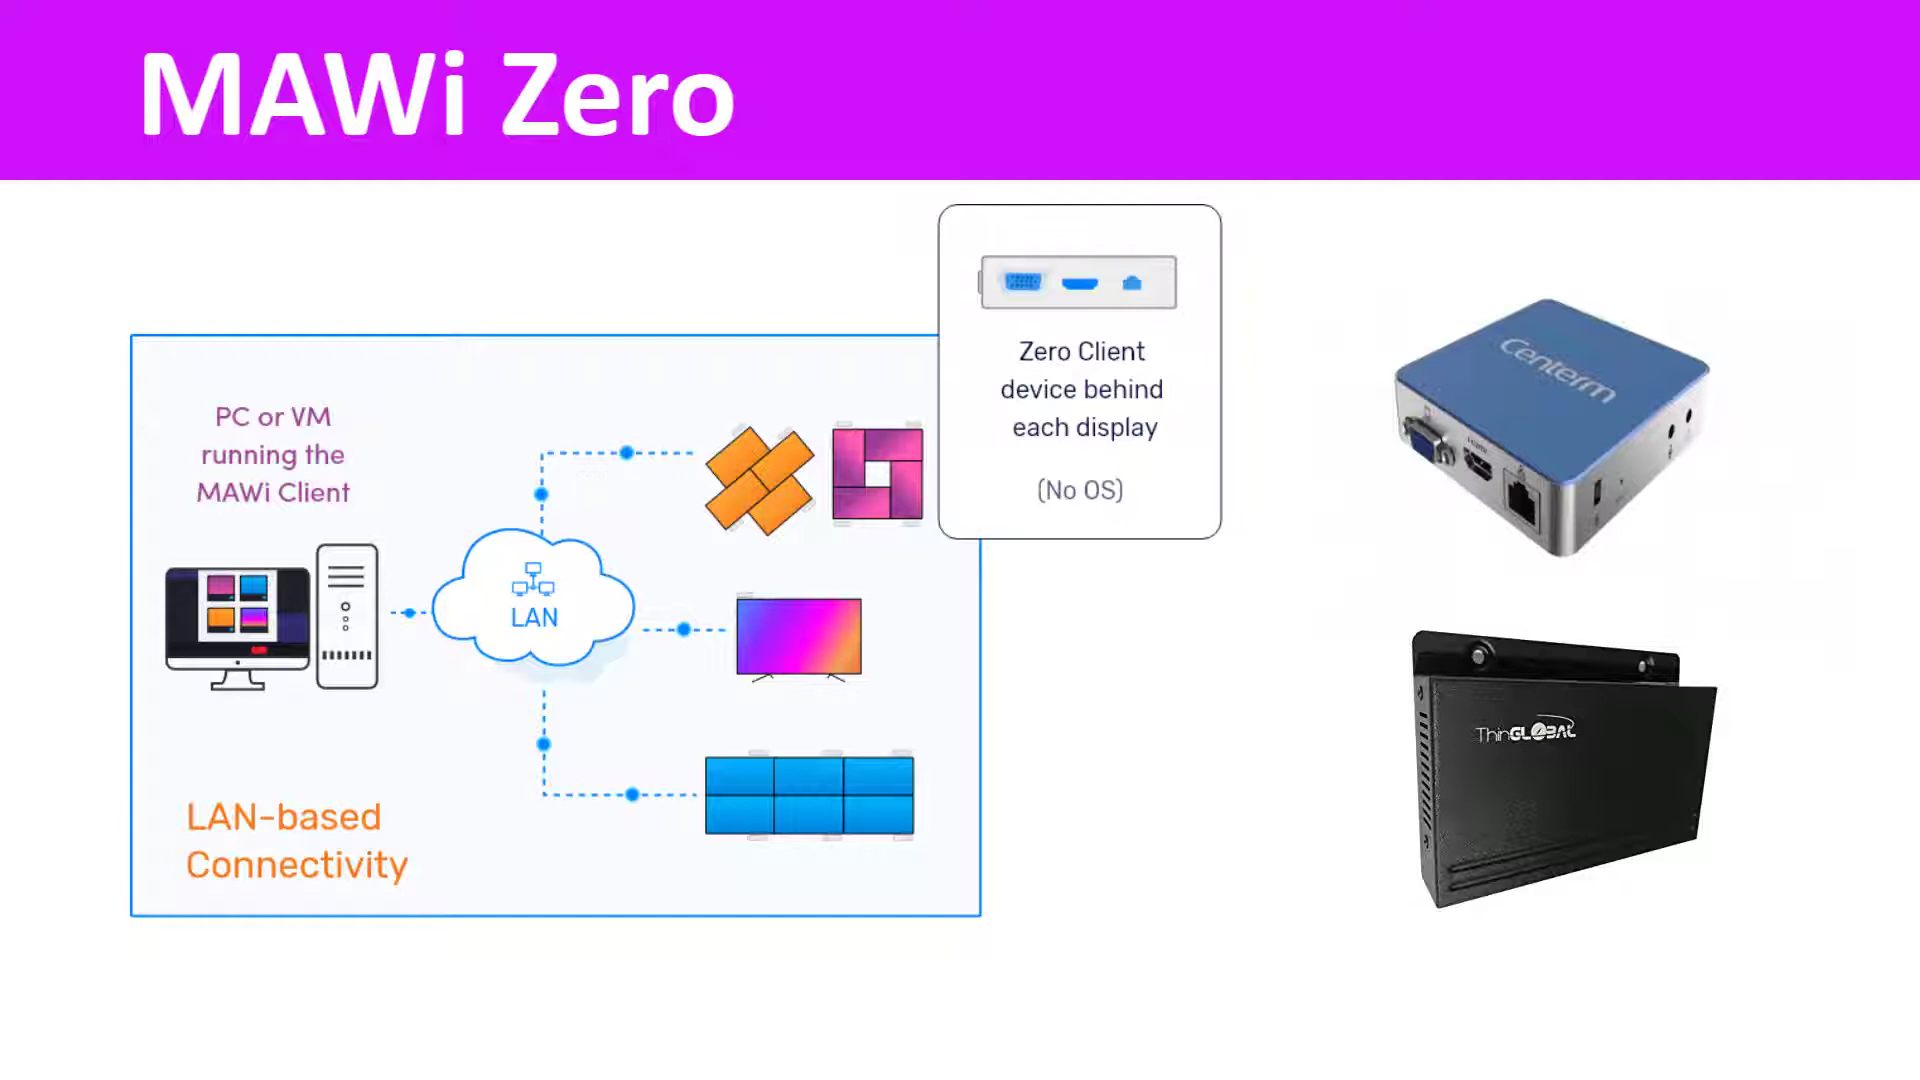 MAWi Zero
Zero Client
device behind
each display
(No OS)
PC or VM
running the
MAWi Client
LAN
LAN-based
Connectivity
Centerm
ThinGLOBAL